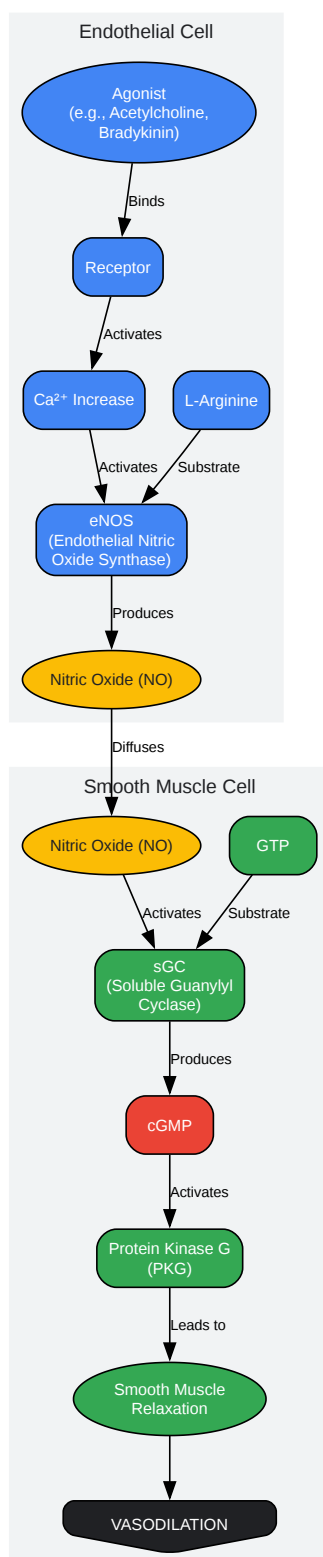 Endothelial Cell
Agonist
(e.g., Acetylcholine,
Bradykinin)
Binds
Receptor
Activates
Ca²⁺ Increase
L-Arginine
Activates
Substrate
eNOS
(Endothelial Nitric
Oxide Synthase)
Produces
Nitric Oxide (NO)
Diffuses
Smooth Muscle Cell
Nitric Oxide (NO)
GTP
Activates
Substrate
sGC
(Soluble Guanylyl
Cyclase)
Produces
cGMP
Activates
Protein Kinase G
(PKG)
Leads to
Smooth Muscle
Relaxation
VASODILATION